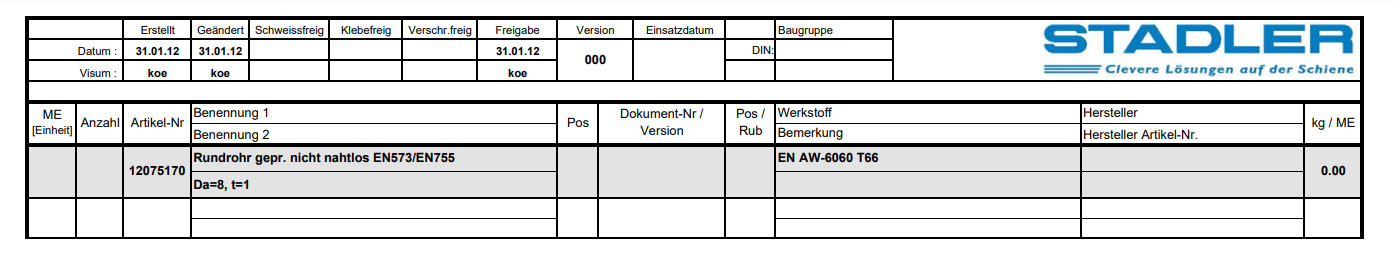 Erstellt Geändert Schweissfreig Klebefreig Verschr.freig Freigabe Version Einsatzdatum Baugruppe
Datum : 31.01.12 31.01.12 31.01.12 000 DIN:
Visum : koe koe koe
STADLER
Clevere Lösungen auf der Schiene
ME [Einheit] Anzahl Artikel-Nr Benennung 1 Pos Dokument-Nr / Version Pos / Rub Werkstoff Hersteller kg / ME
Benennung 2 Bemerkung Hersteller Artikel-Nr.
12075170 Rundrohr gepr. nicht nahtlos EN573/EN755 EN AW-6060 T66 0.00
Da=8, t=1